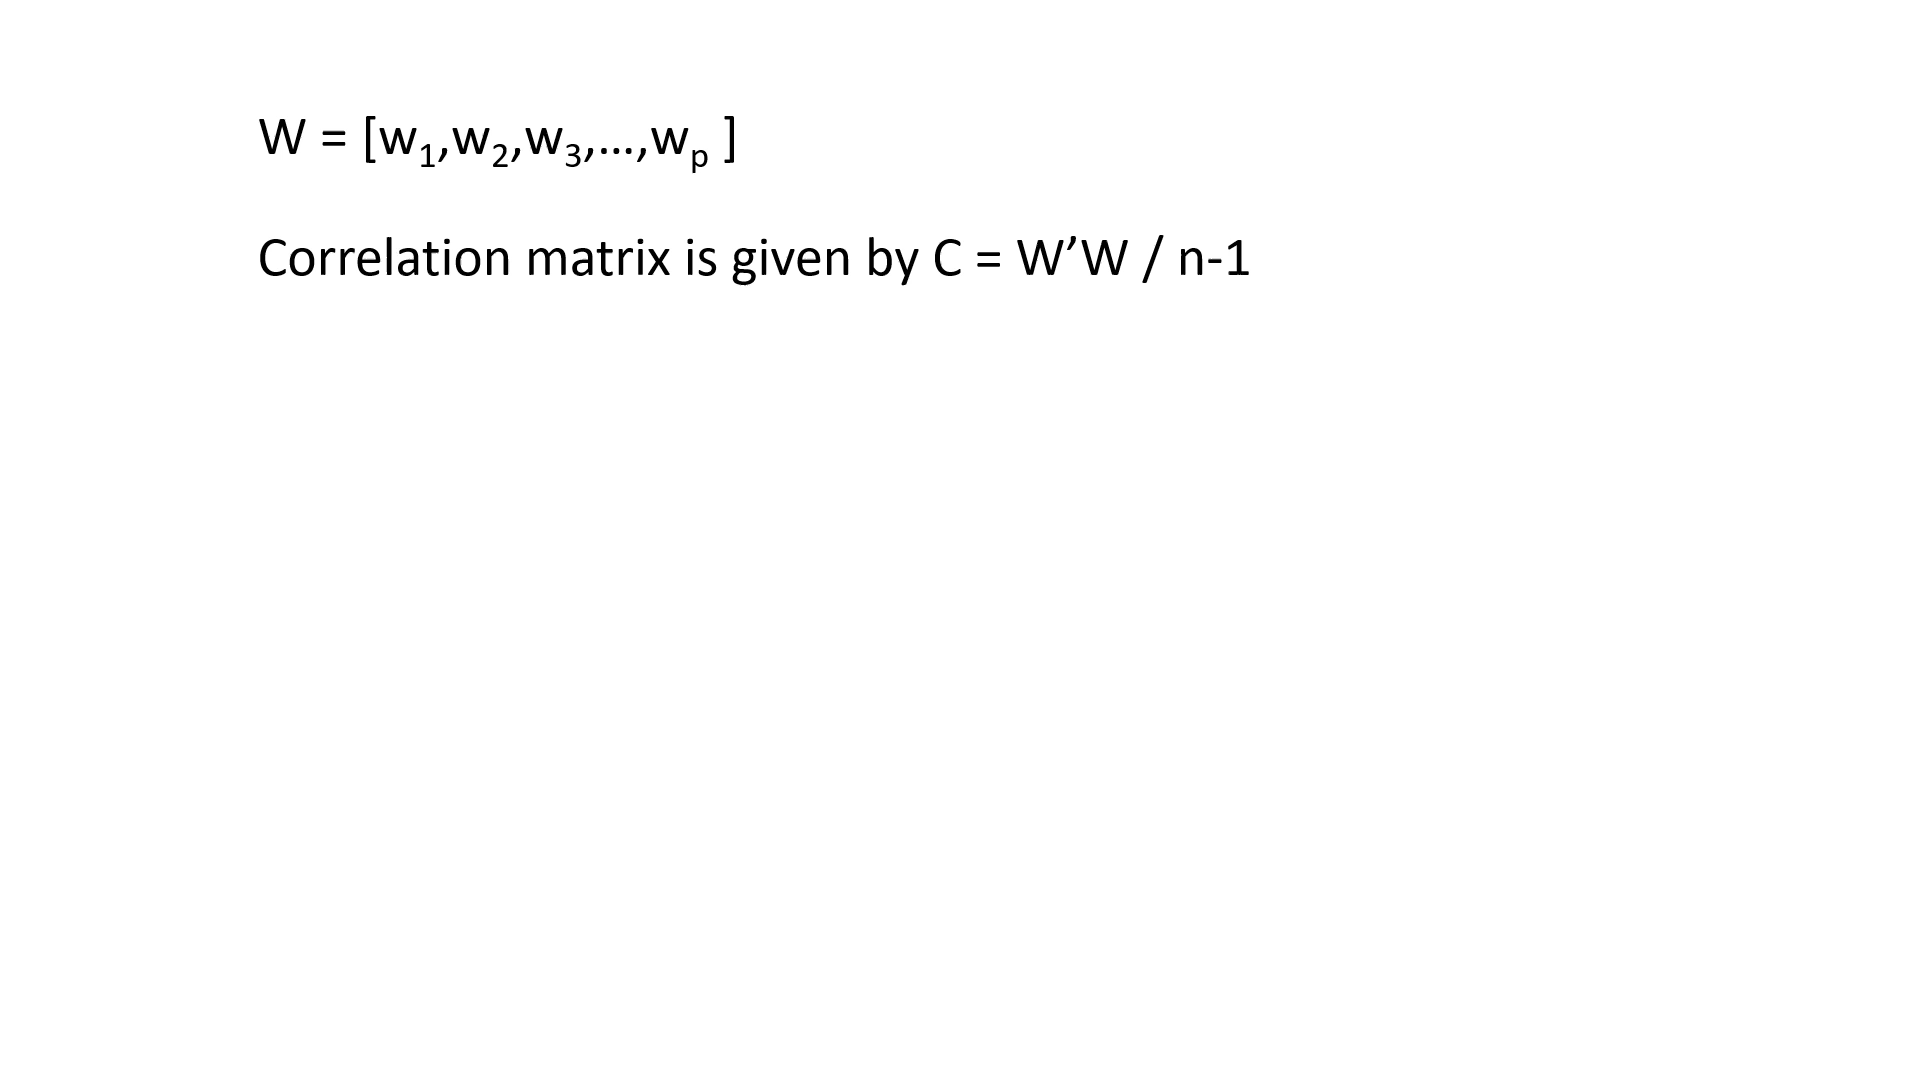 W = [w₁,w₂,w₃,…,wₚ ]
Correlation matrix is given by C = W’W / n-1